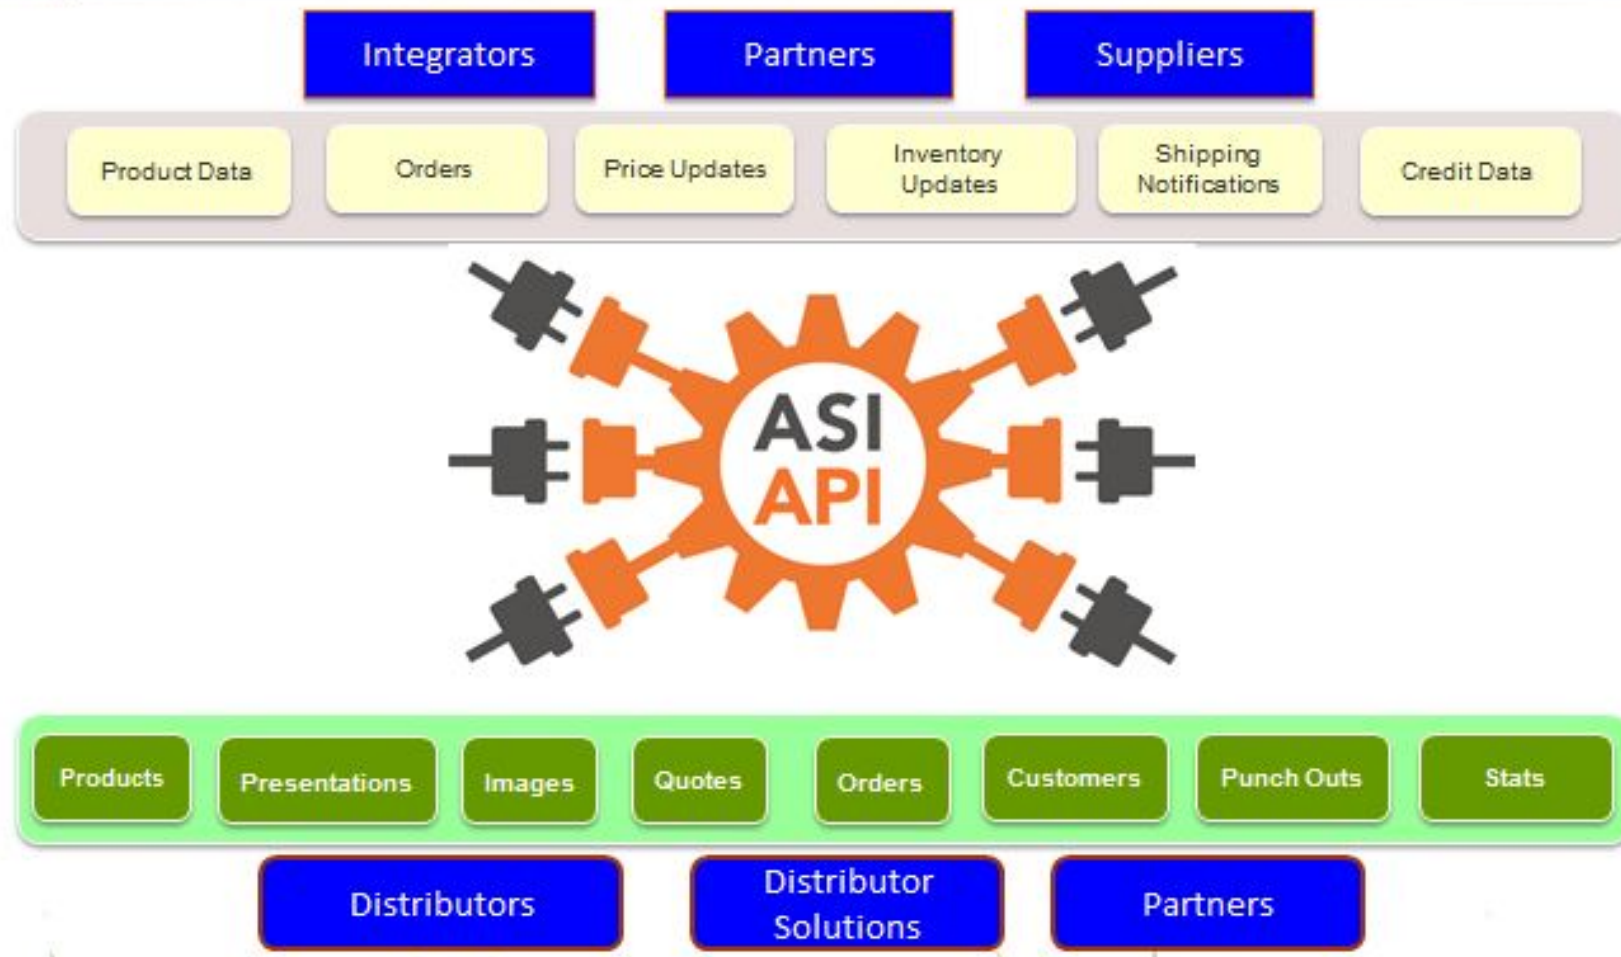 Integrators
Partners
Suppliers
Product Data
Orders
Price Updates
Inventory
Updates
Shipping
Notifications
Credit Data
ASI
API
Products
Presentations
Images
Quotes
Orders
Customers
Punch Outs
Stats
Distributors
Distributor
Solutions
Partners